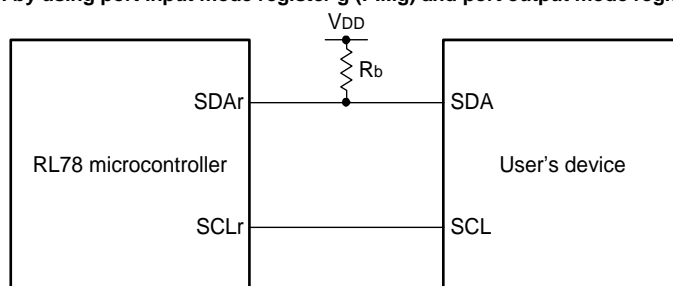 by using port input mode register g (PIMg) and port output mode regi
VDD
Rb
SDAr
SDA
RL78 microcontroller
User's device
SCLr
SCL